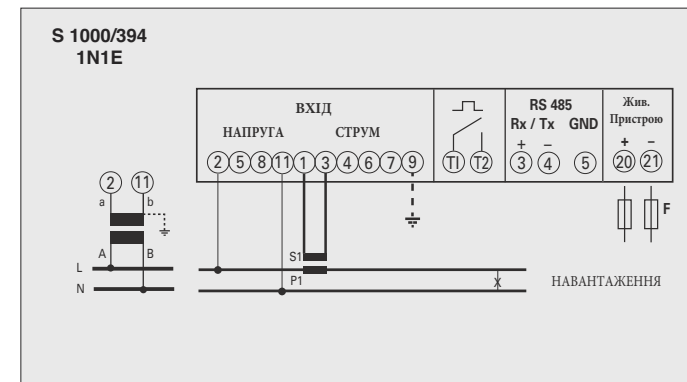 S 1000/394
1N1E
ВХІД
НАПРУГА СТРУМ
2 5 8 11 1 3 4 6 7 9
T1 T2
RS 485
Rx / Tx GND
+ –
3 4 5
Жив.
Пристрою
+ –
20 21
F
2 11
a b
A B
L
N
S1
P1
X
НАВАНТАЖЕННЯ